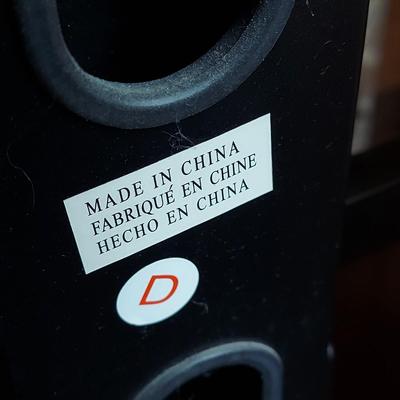 MADE IN CHINA
FABRIQUÉ EN CHINE
HECHO EN CHINA
D